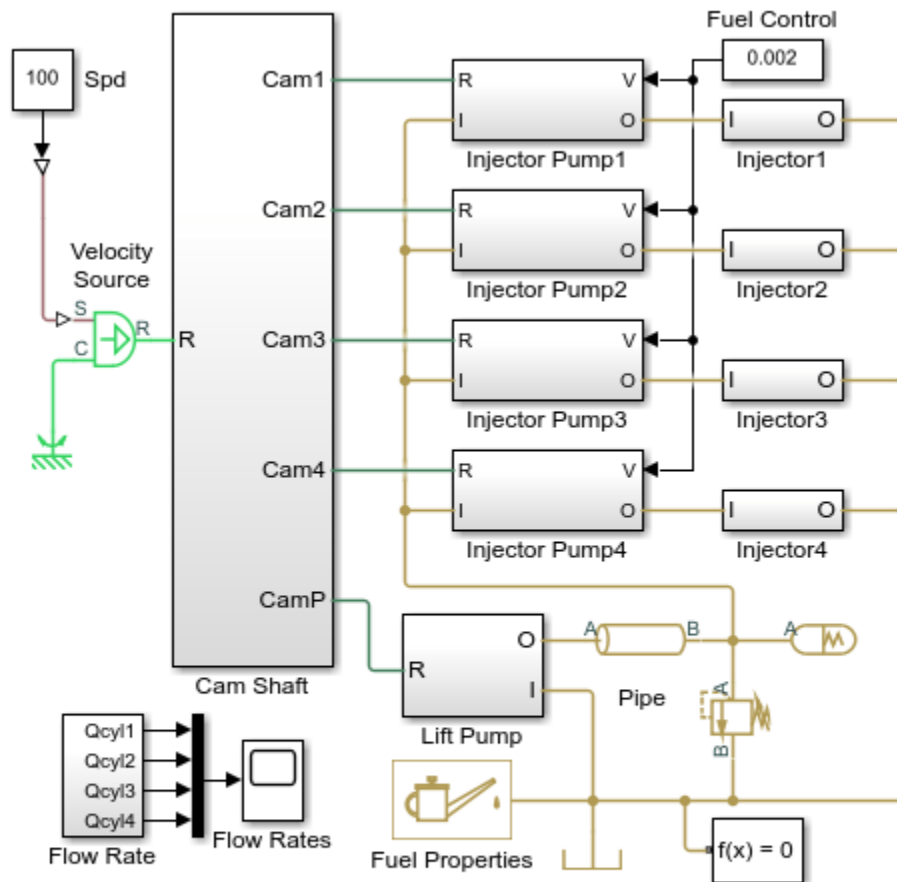 Fuel Control
0.002
100
Spd
Cam1
R
V
I
O
Injector Pump1
I
O
Injector1
Velocity
Source
S
C
R
R
Cam2
R
V
I
O
Injector Pump2
I
O
Injector2
Cam3
R
V
I
O
Injector Pump3
I
O
Injector3
Cam4
R
V
I
O
Injector Pump4
I
O
Injector4
CamP
Cam Shaft
R
O
I
Lift Pump
A
B
Pipe
A
A
B
Qcyl1
Qcyl2
Qcyl3
Qcyl4
Flow Rate
Flow Rates
Fuel Properties
f(x) = 0